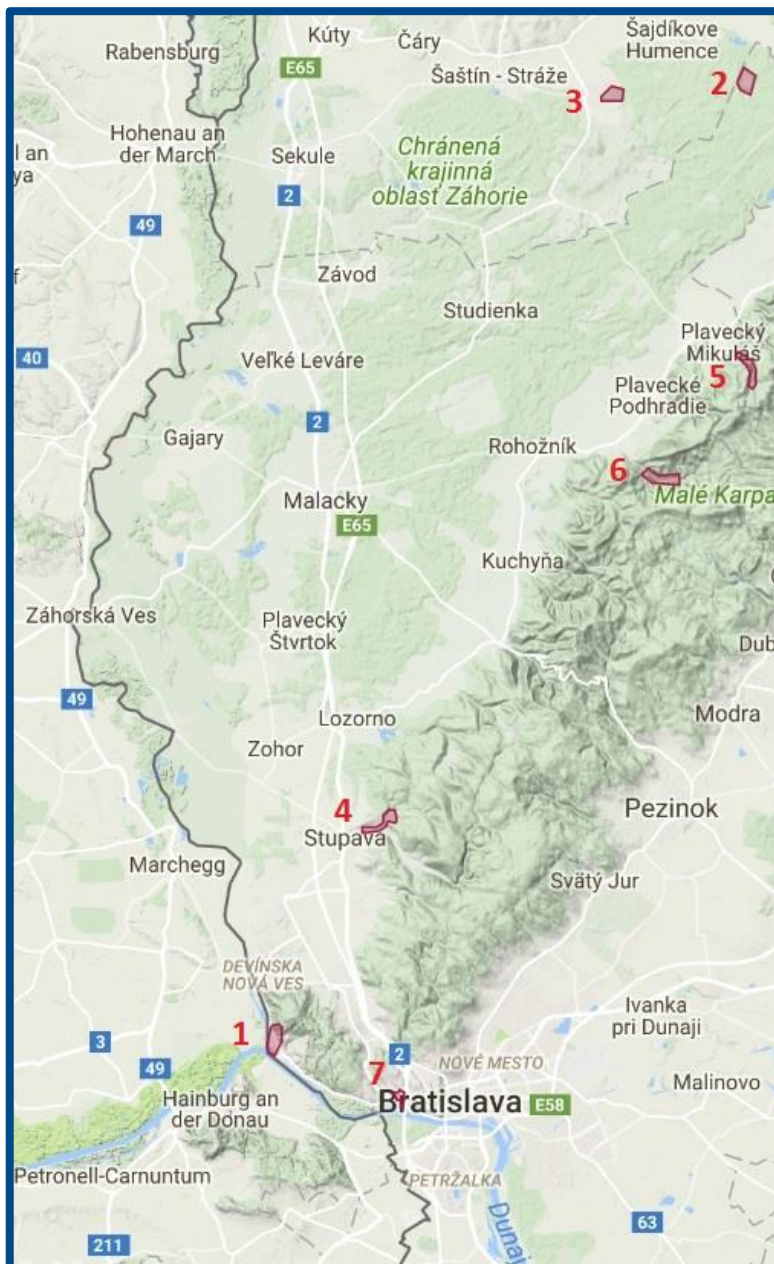 Rabensburg
Kúty
Čáry
Šajdíkove
Humence
E65
Šaštín - Stráže
2
3
Hohenau an
der March
l an
ya
Sekule
Chránená
krajinná
oblasť Záhorie
2
49
f
Závod
Studienka
Plavecký
Mikuláš
40
Veľké Leváre
5
Plavecké
Podhradie
2
Gajary
Rohožník
6
Malacky
Malé Karpa
E65
Kuchyňa
Záhorská Ves
Plavecký
Štvrtok
Dub
49
Lozorno
Modra
Zohor
4
Pezinok
Stupava
Marchegg
Svätý Jur
DEVÍNSKA
NOVÁ VES
Ivanka
pri Dunaji
1
3
2
NOVÉ MESTO
49
7
Malinovo
Hainburg an
der Donau
Bratislava
E58
Petronell-Carnuntum
PETRŽALKA
Dunaj
63
211